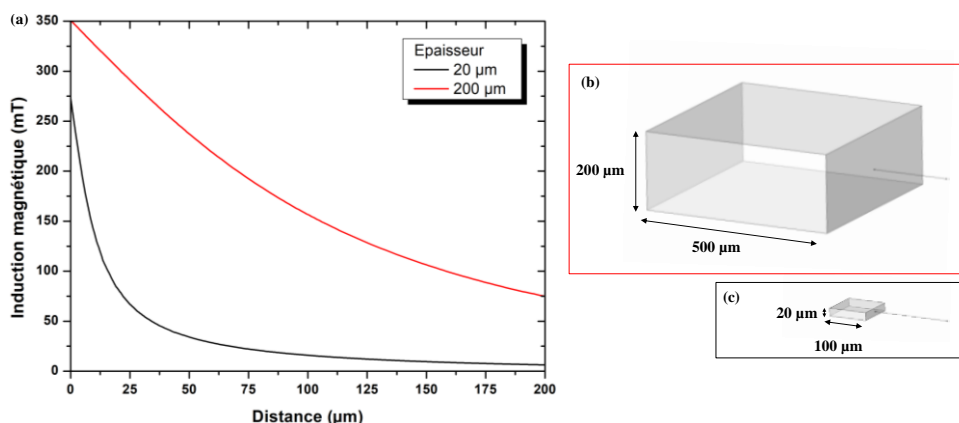 (a)
350
300
250
200
150
100
50
0
Induction magnétique (mT)
Epaisseur
20 µm
200 µm
0 25 50 75 100 125 150 175 200
Distance (µm)
(b)
200 µm
500 µm
(c)
20 µm
100 µm